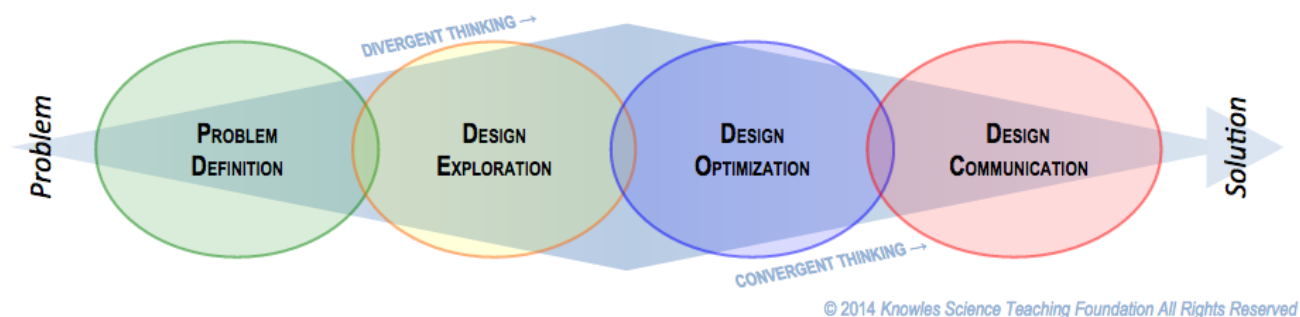 DIVERGENT THINKING →
Problem
PROBLEM
DEFINITION
DESIGN
EXPLORATION
DESIGN
OPTIMIZATION
DESIGN
COMMUNICATION
Solution
CONVERGENT THINKING →
© 2014 Knowles Science Teaching Foundation All Rights Reserved